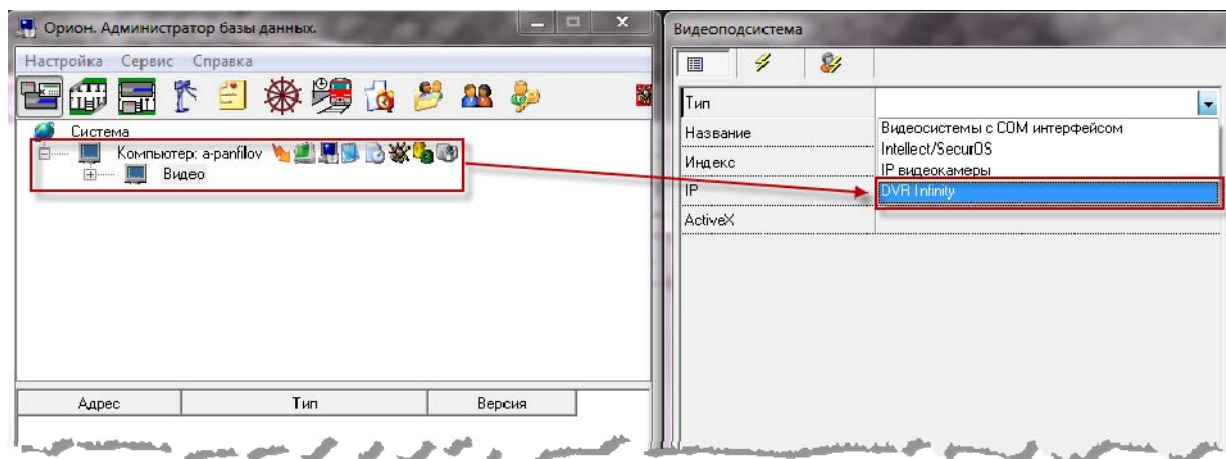 Орион. Администратор базы данных.
Настройка Сервис Справка
Система
Компьютер: a-panfilov
Видео
Адрес Тип Версия
Видеоподсистема
Тип
Видеосистемы с COM интерфейсом
Название
Intellect/SecurOS
Индекс
IP видеокамеры
IP
DVR Infinity
ActiveX